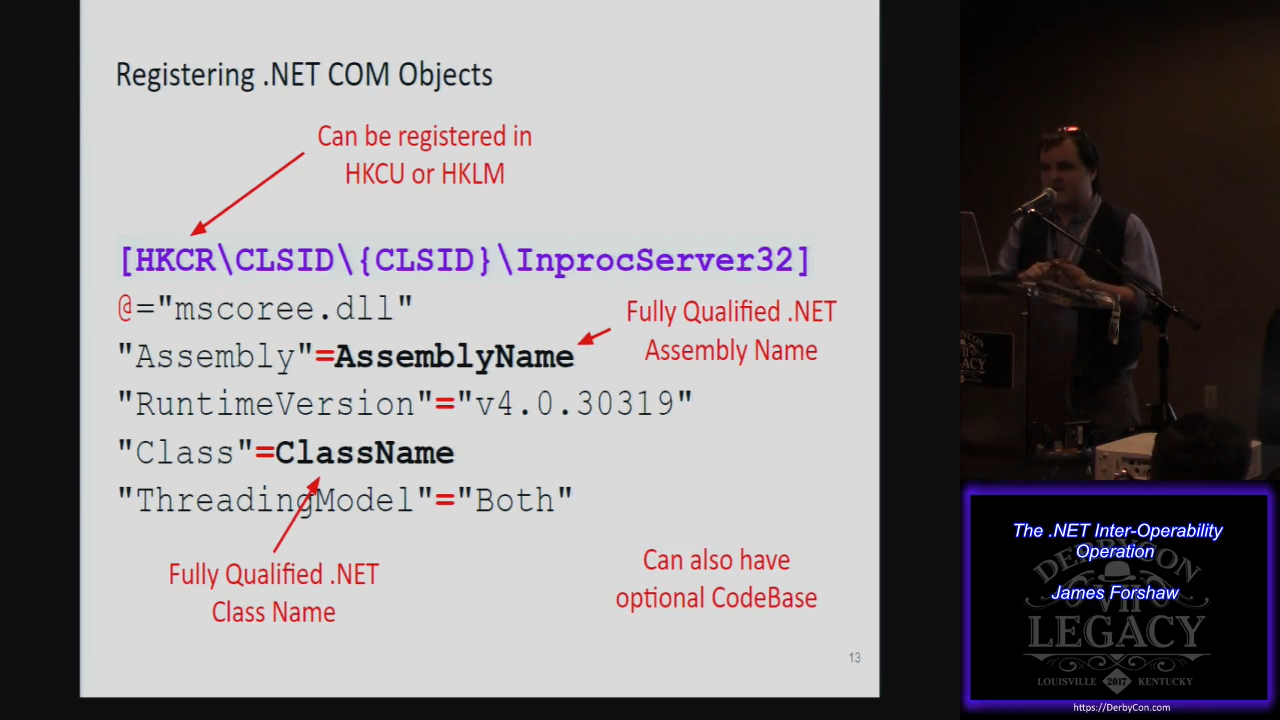 Registering .NET COM Objects
Can be registered in
HKCU or HKLM
[HKCR\CLSID\{CLSID}\InprocServer32]
@="mscoree.dll"
Fully Qualified .NET
Assembly Name
"Assembly"=AssemblyName
"RuntimeVersion"="v4.0.30319"
"Class"=ClassName
"ThreadingModel"="Both"
Fully Qualified .NET
Class Name
Can also have
optional CodeBase
13
The .NET Inter-Operability
Operation
James Forshaw
DERBYCON
VII
LEGACY
LOUISVILLE 2017 KENTUCKY
https://DerbyCon.com